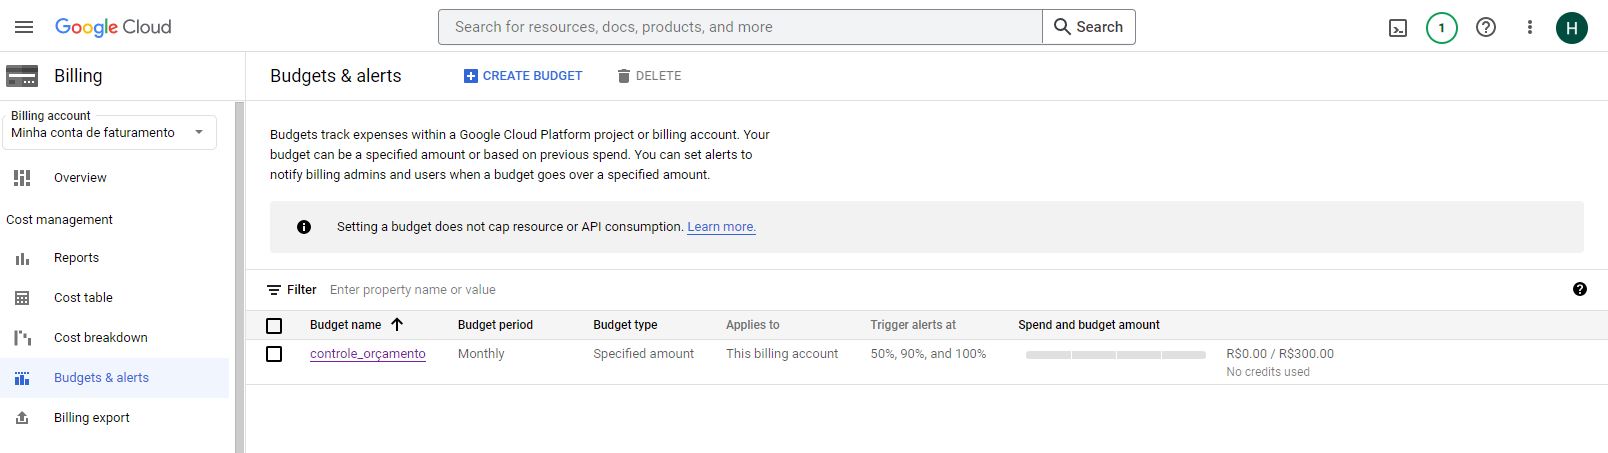 Google Cloud
Search for resources, docs, products, and more
Search
1
H
Billing
Budgets & alerts
CREATE BUDGET
DELETE
Billing account
Minha conta de faturamento
Overview
Cost management
Reports
Cost table
Cost breakdown
Budgets & alerts
Billing export
Budgets track expenses within a Google Cloud Platform project or billing account. Your
budget can be a specified amount or based on previous spend. You can set alerts to
notify billing admins and users when a budget goes over a specified amount.
Setting a budget does not cap resource or API consumption. Learn more.
Filter Enter property name or value
Budget name Budget period Budget type Applies to Trigger alerts at Spend and budget amount
controle_orçamento Monthly Specified amount This billing account 50%, 90%, and 100% R$0.00 / R$300.00
No credits used